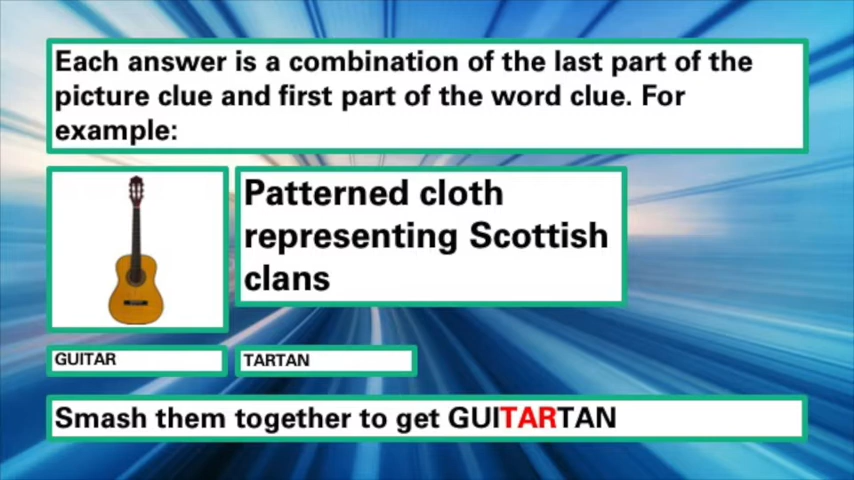 Each answer is a combination of the last part of the
picture clue and first part of the word clue. For
example:
Patterned cloth
representing Scottish
clans
GUITAR
TARTAN
Smash them together to get GUITARTAN